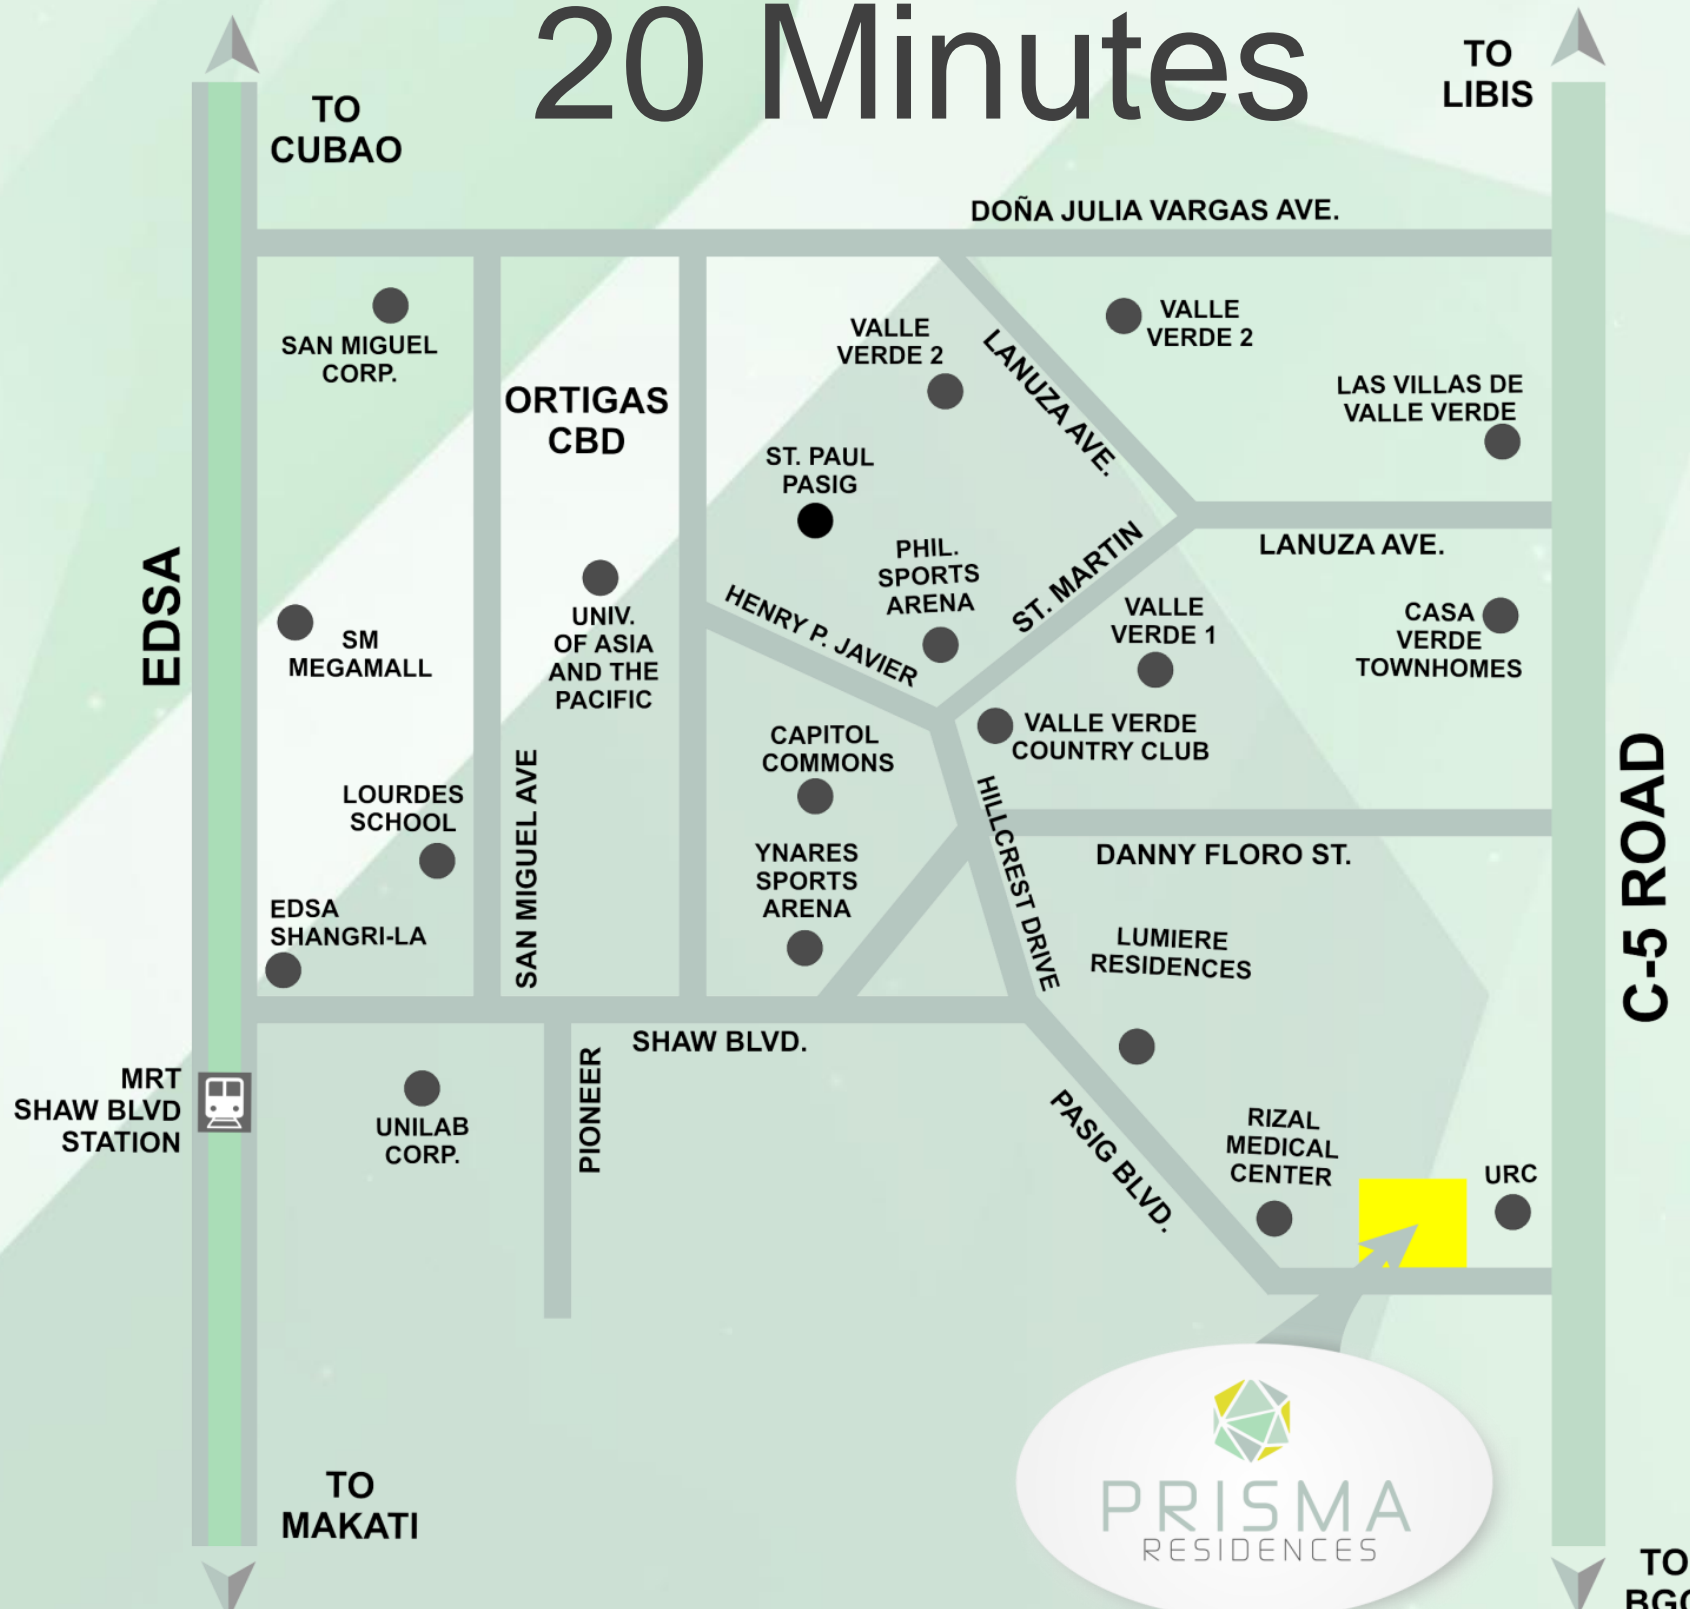 20 Minutes
TO
LIBIS
TO
CUBAO
DOÑA JULIA VARGAS AVE.
SAN MIGUEL
CORP.
VALLE
VERDE 2
LANUZA AVE.
VALLE
VERDE 2
LAS VILLAS DE
VALLE VERDE
ORTIGAS
CBD
ST. PAUL
PASIG
EDSA
SM
MEGAMALL
UNIV.
OF ASIA
AND THE
PACIFIC
PHIL.
SPORTS
ARENA
HENRY P. JAVIER
ST. MARTIN
LANUZA AVE.
VALLE
VERDE 1
CASA
VERDE
TOWNHOMES
VALLE VERDE
COUNTRY CLUB
CAPITOL
COMMONS
LOURDES
SCHOOL
SAN MIGUEL AVE
YNARES
SPORTS
ARENA
HILLCREST DRIVE
DANNY FLORO ST.
C-5 ROAD
EDSA
SHANGRI-LA
LUMIERE
RESIDENCES
SHAW BLVD.
MRT
SHAW BLVD
STATION
UNILAB
CORP.
PIONEER
PASIG BLVD.
RIZAL
MEDICAL
CENTER
URC
TO
MAKATI
PRISMA
RESIDENCES
TO